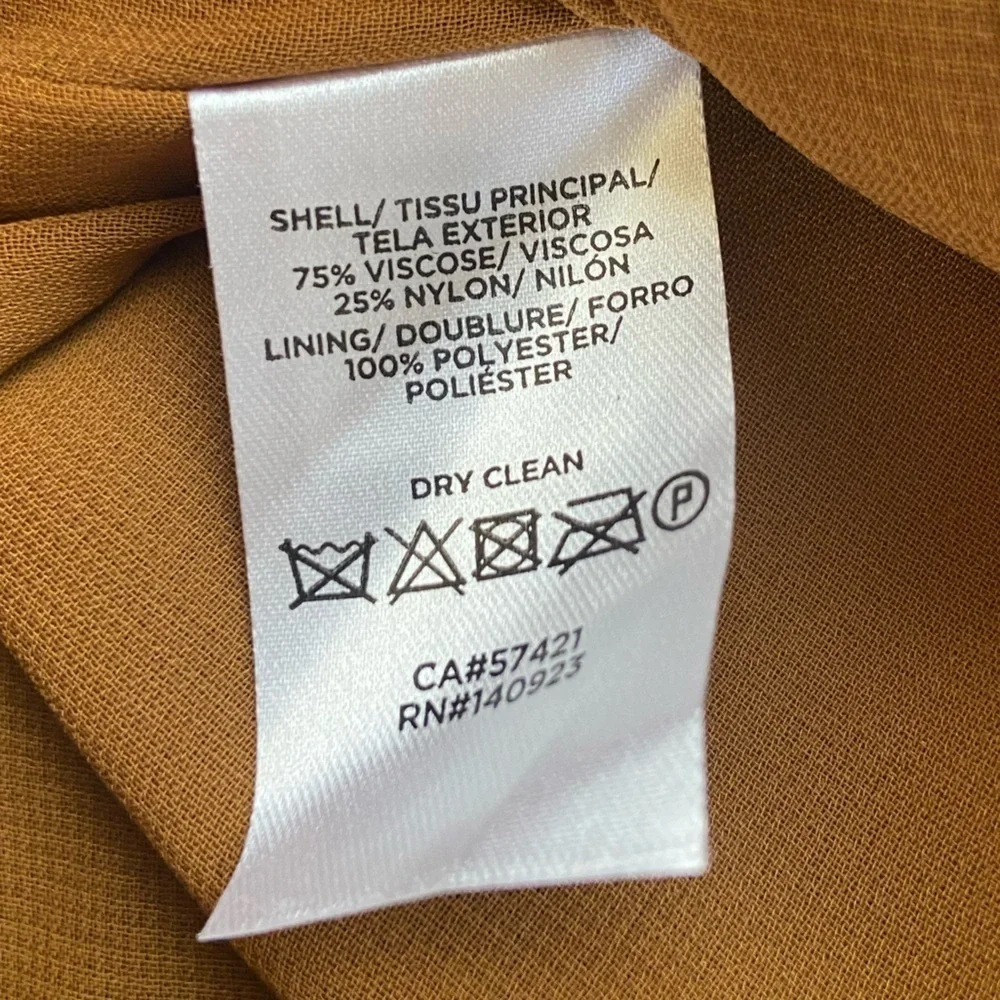 SHELL/ TISSU PRINCIPAL/
TELA EXTERIOR
75% VISCOSE/ VISCOSA
25% NYLON/ NILÓN
LINING/ DOUBLURE/ FORRO
100% POLYESTER/
POLIÉSTER
DRY CLEAN
P
CA#57421
RN#140923